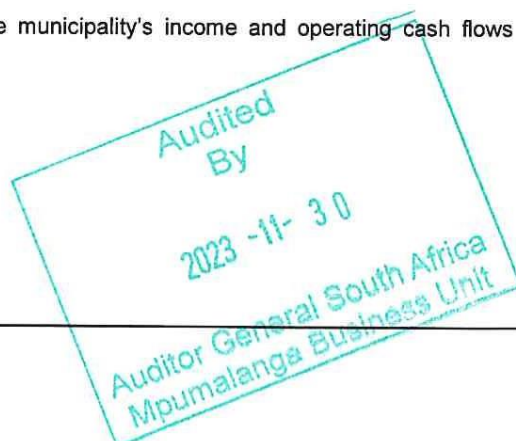 e municipality's income and operating cash flows
Audited
By
2023 -11- 30
Auditor General South Africa
Mpumalanga Business Unit